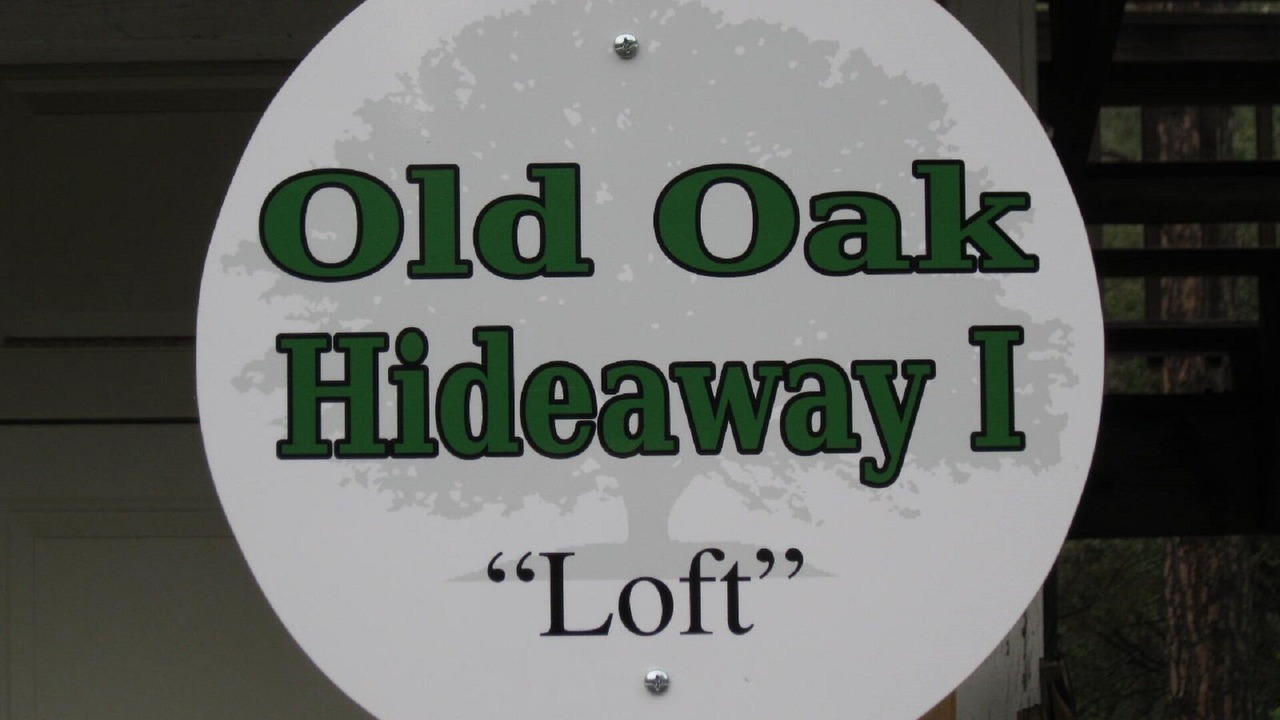 Old Oak
Hideaway I
“Loft”